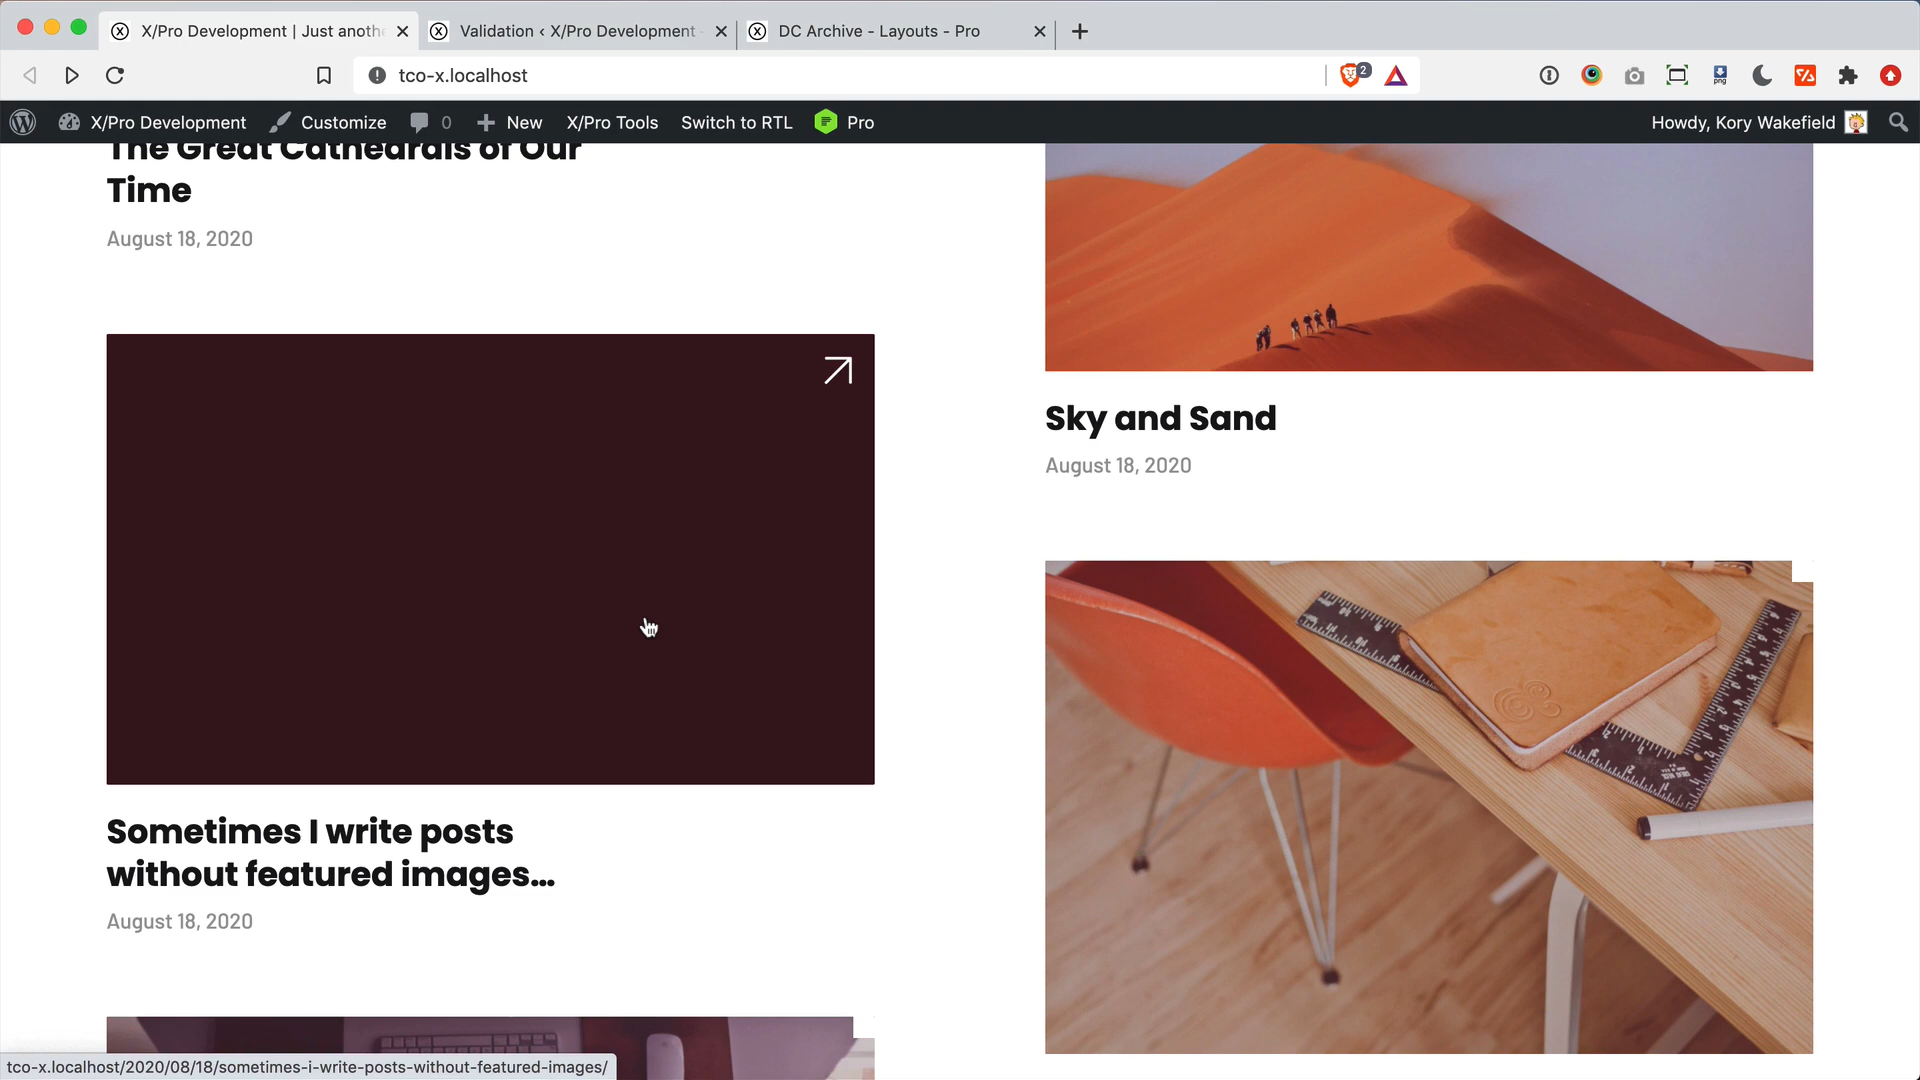 X/Pro Development | Just anothe
Validation ‹ X/Pro Development -
DC Archive - Layouts - Pro
tco-x.localhost
2
png
X/Pro Development
Customize
0
New
X/Pro Tools
Switch to RTL
Pro
Howdy, Kory Wakefield
The Great Cathedrals of Our
Time
August 18, 2020
Sky and Sand
August 18, 2020
Sometimes I write posts
without featured images...
August 18, 2020
tco-x.localhost/2020/08/18/sometimes-i-write-posts-without-featured-images/